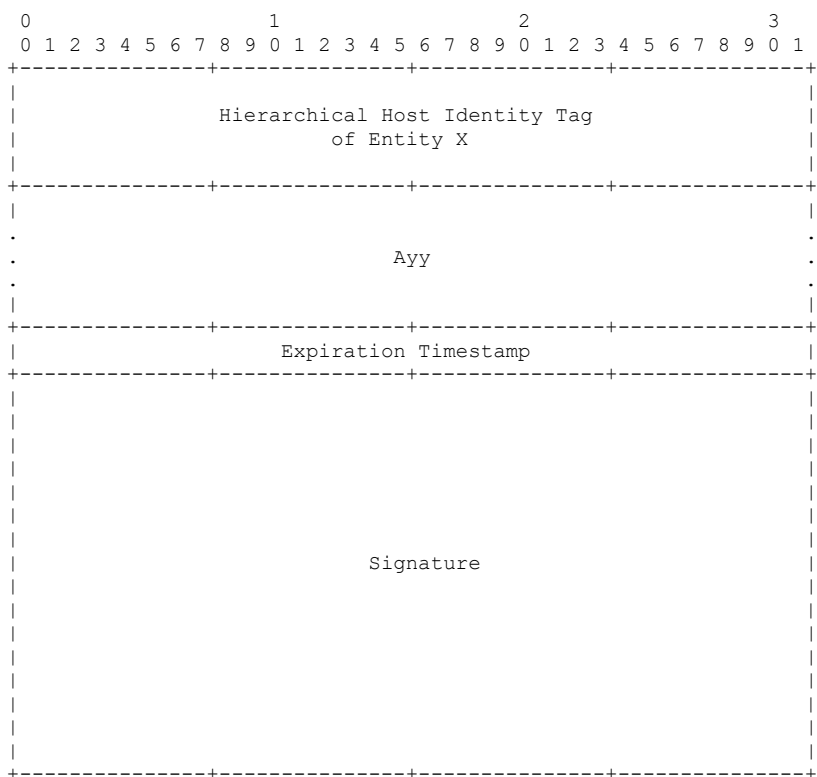 0                   1                   2                   3
0 1 2 3 4 5 6 7 8 9 0 1 2 3 4 5 6 7 8 9 0 1 2 3 4 5 6 7 8 9 0 1
Hierarchical Host Identity Tag
of Entity X
Ayy
Expiration Timestamp
Signature